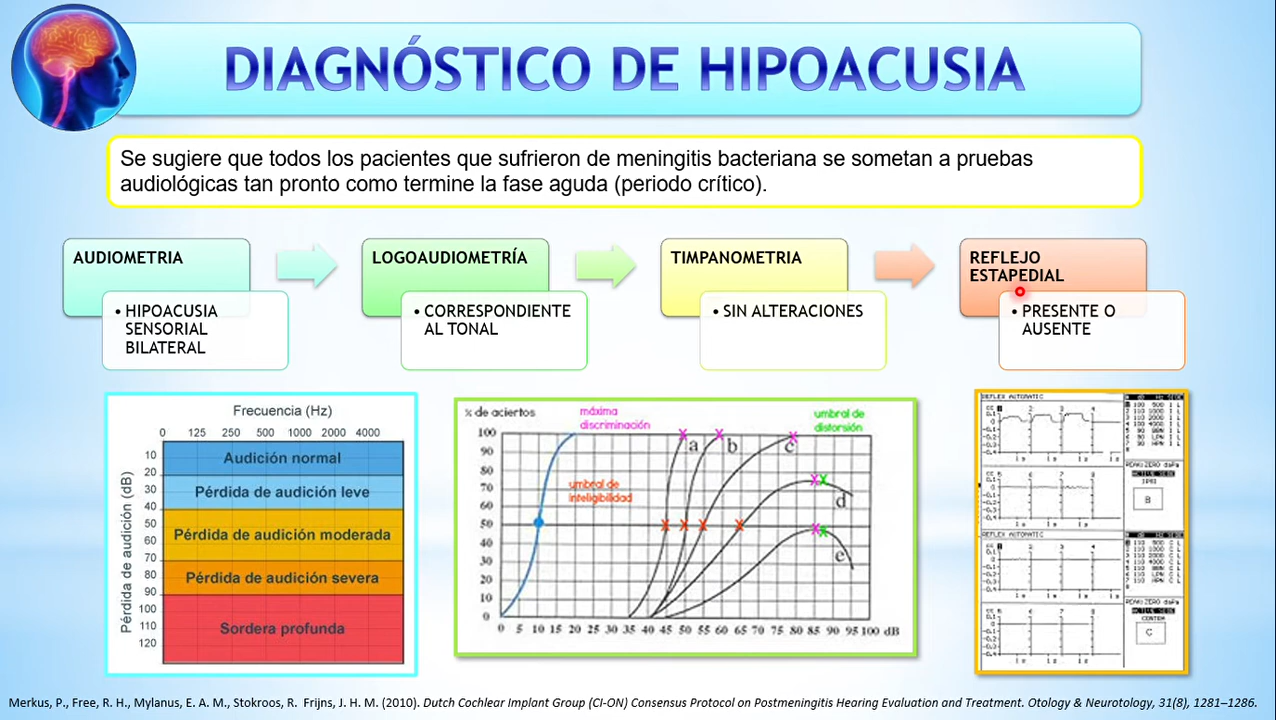 DIAGNÓSTICO DE HIPOACUSIA
Se sugiere que todos los pacientes que sufrieron de meningitis bacteriana se sometan a pruebas
audiológicas tan pronto como termine la fase aguda (periodo crítico).
AUDIOMETRIA
• HIPOACUSIA
SENSORIAL
BILATERAL
LOGOAUDIOMETRÍA
• CORRESPONDIENTE
AL TONAL
TIMPANOMETRIA
• SIN ALTERACIONES
REFLEJO
ESTAPEDIAL
• PRESENTE O
AUSENTE
Frecuencia (Hz)
0 125 250 500 1000 2000 4000
Pérdida de audición (dB)
10
20
30
40
50
60
70
80
90
100
110
120
Audición normal
Pérdida de audición leve
Pérdida de audición moderada
Pérdida de audición severa
Sordera profunda
% de aciertos
máxima
discriminación
umbral de
distorsión
umbral de
inteligibilidad
100
90
80
70
60
50
40
30
20
10
0
a b c d e
0 5 10 15 20 25 30 35 40 45 50 55 60 65 70 75 80 85 90 95 100 dB
REFLEX AUTOMATIC
B
REFLEX AUTOMATIC
C
Merkus, P., Free, R. H., Mylanus, E. A. M., Stokroos, R. Frijns, J. H. M. (2010). Dutch Cochlear Implant Group (CI-ON) Consensus Protocol on Postmeningitis Hearing Evaluation and Treatment. Otology & Neurotology, 31(8), 1281–1286.